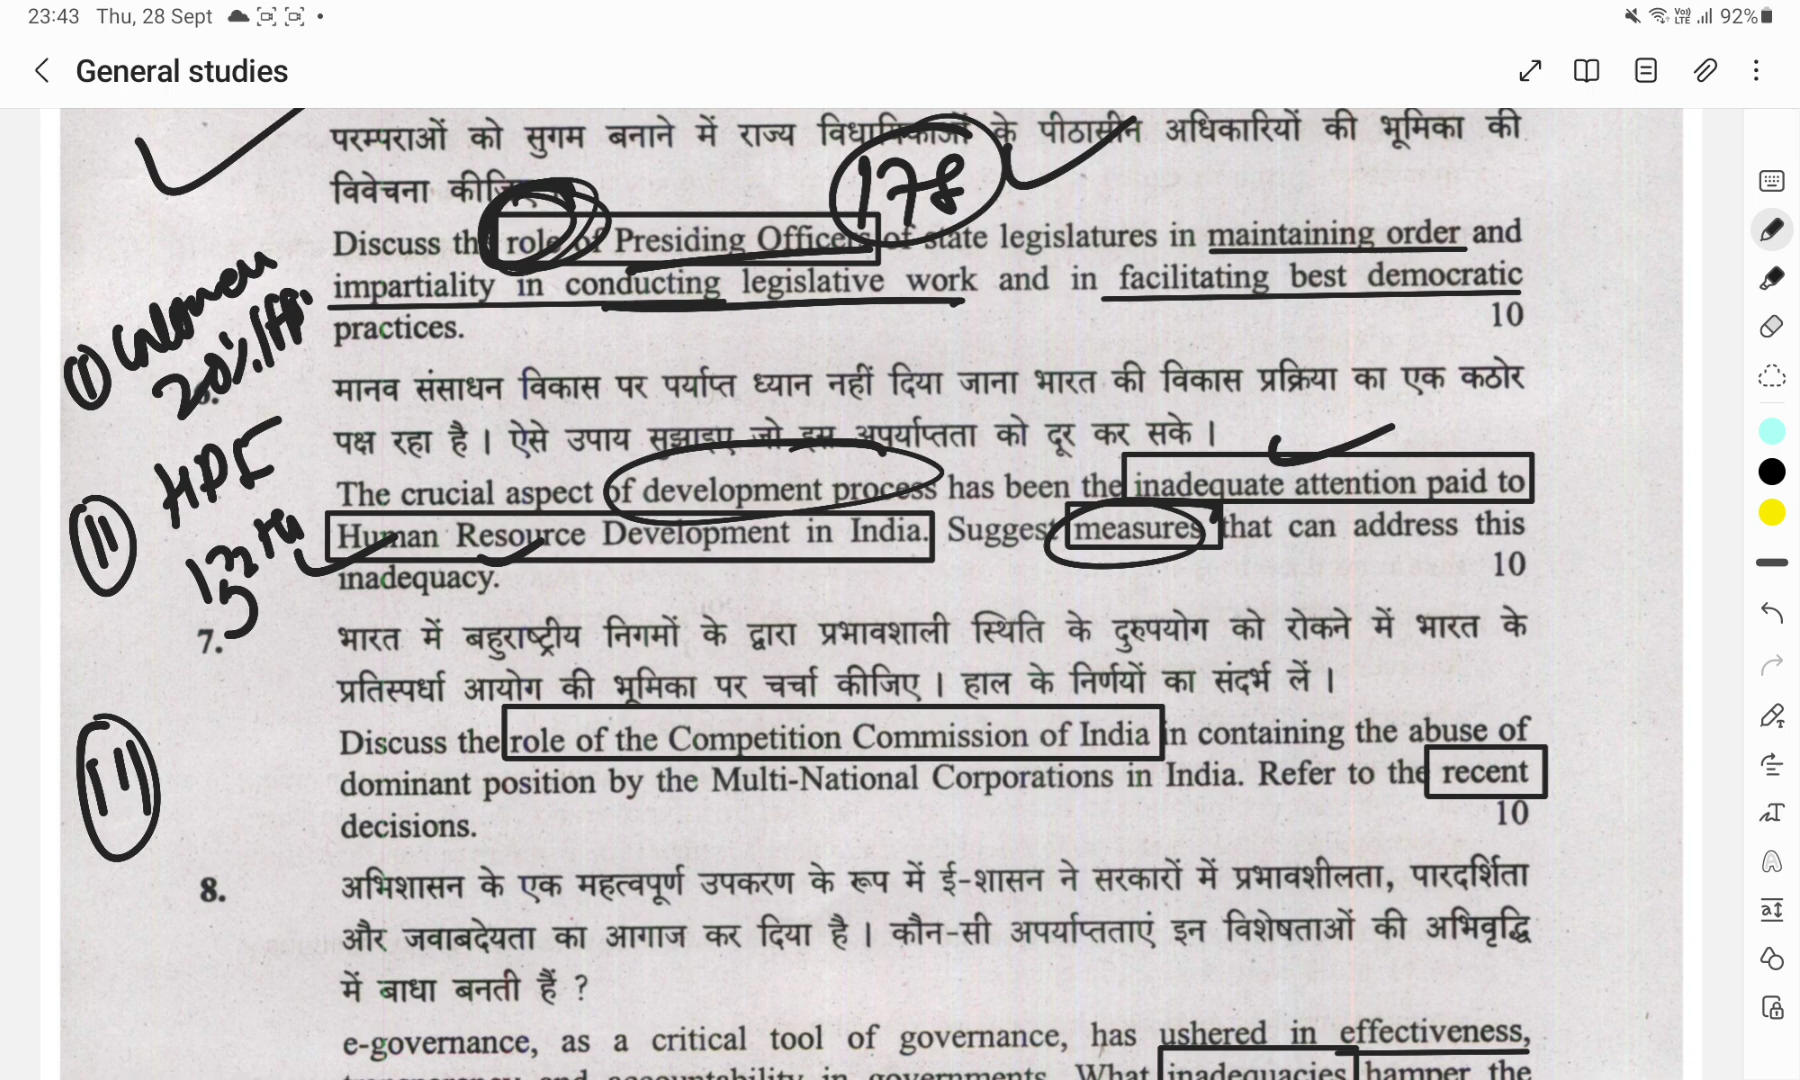 23:43 Thu, 28 Sept
Vo)) LTE 92%
General studies
परम्पराओं को सुगम बनाने में राज्य विधायिकाओं के पीठासीन अधिकारियों की भूमिका की
178
विवेचना कीजिए
Discuss the role of Presiding Officers of state legislatures in maintaining order and
impartiality in conducting legislative work and in facilitating best democratic
practices. 10
women
20%
मानव संसाधन विकास पर पर्याप्त ध्यान नहीं दिया जाना भारत की विकास प्रक्रिया का एक कठोर
पक्ष रहा है । ऐसे उपाय सुझाइए जो इस अपर्याप्तता को दूर कर सके ।
The crucial aspect of development process has been the inadequate attention paid to
Human Resource Development in India. Suggest measures that can address this
inadequacy. 10
7. भारत में बहुराष्ट्रीय निगमों के द्वारा प्रभावशाली स्थिति के दुरुपयोग को रोकने में भारत के
प्रतिस्पर्धा आयोग की भूमिका पर चर्चा कीजिए । हाल के निर्णयों का संदर्भ लें ।
Discuss the role of the Competition Commission of India in containing the abuse of
dominant position by the Multi-National Corporations in India. Refer to the recent
decisions. 10
8. अभिशासन के एक महत्वपूर्ण उपकरण के रूप में ई-शासन ने सरकारों में प्रभावशीलता, पारदर्शिता
और जवाबदेयता का आगाज कर दिया है । कौन-सी अपर्याप्तताएं इन विशेषताओं की अभिवृद्धि
में बाधा बनती हैं ?
e-governance, as a critical tool of governance, has ushered in effectiveness,
transparency and accountability in governments. What inadequacies hamper the